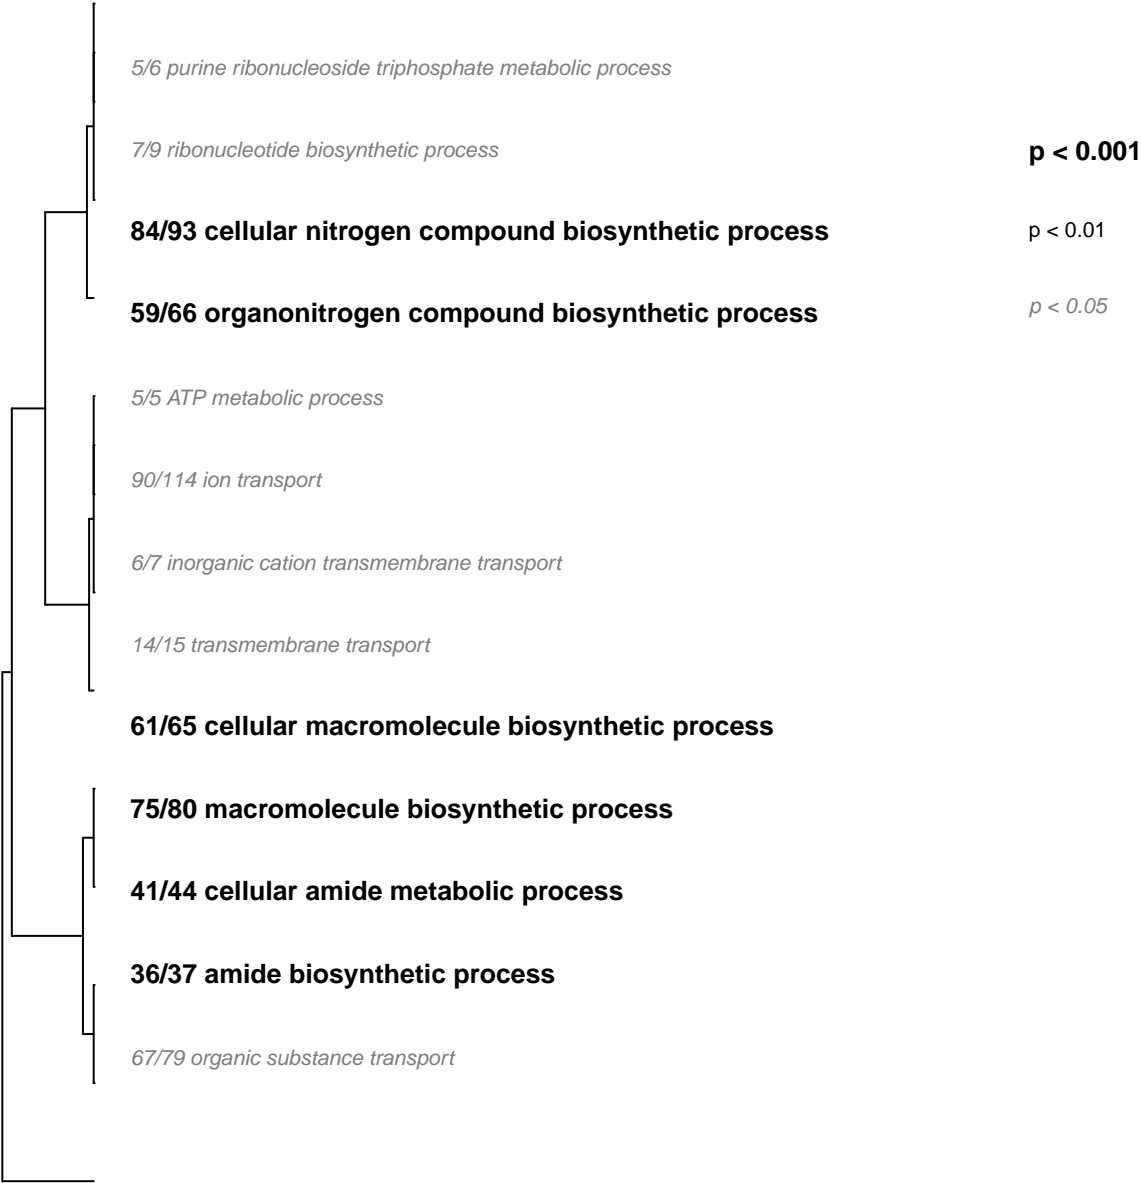 5/6 purine ribonucleoside triphosphate metabolic process
7/9 ribonucleotide biosynthetic process
p < 0.001
84/93 cellular nitrogen compound biosynthetic process
p < 0.01
59/66 organonitrogen compound biosynthetic process
p < 0.05
5/5 ATP metabolic process
90/114 ion transport
6/7 inorganic cation transmembrane transport
14/15 transmembrane transport
61/65 cellular macromolecule biosynthetic process
75/80 macromolecule biosynthetic process
41/44 cellular amide metabolic process
36/37 amide biosynthetic process
67/79 organic substance transport